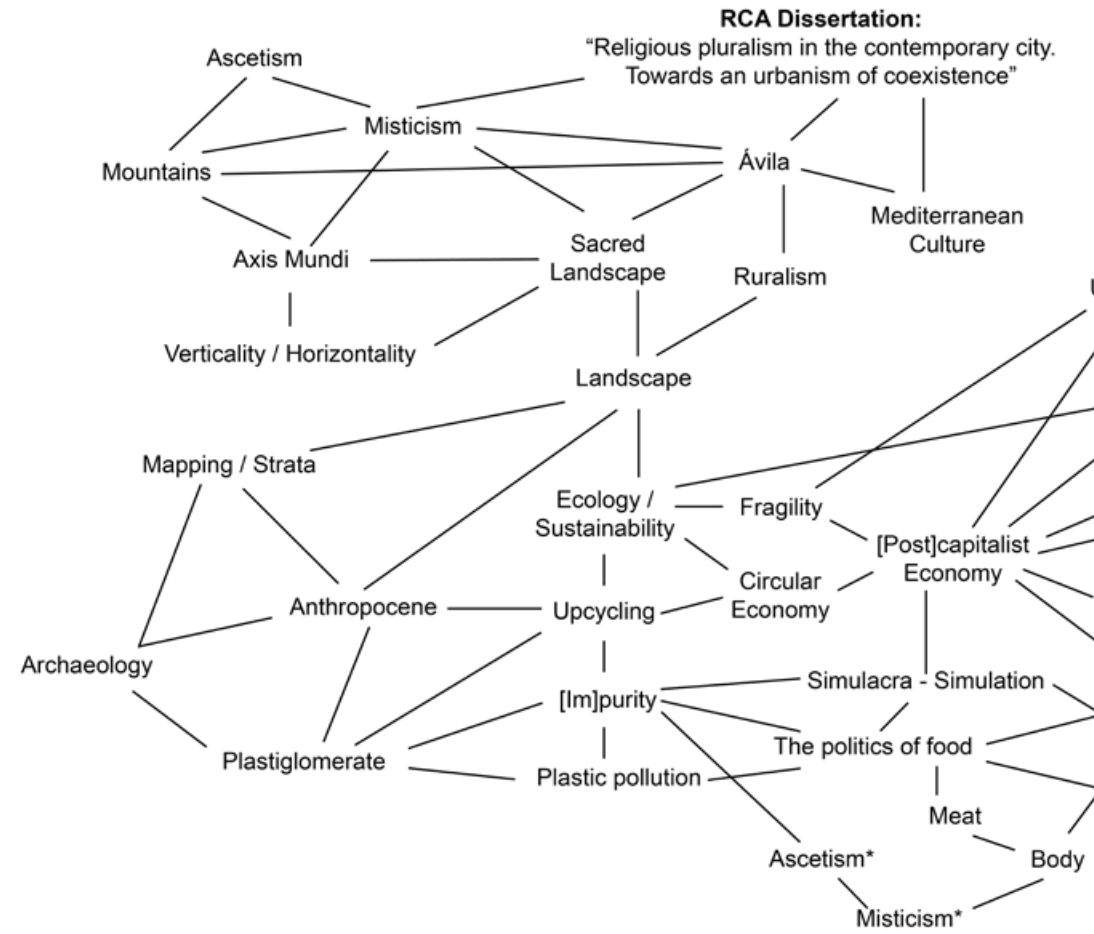 RCA Dissertation:
“Religious pluralism in the contemporary city.
Towards an urbanism of coexistence”
Ascetism
Misticism
Mountains
Ávila
Mediterranean
Culture
Sacred
Landscape
Axis Mundi
Ruralism
Verticality / Horizontality
Landscape
Mapping / Strata
Ecology /
Sustainability
Fragility
[Post]capitalist
Economy
Circular
Economy
Anthropocene
Upcycling
Archaeology
Simulacra - Simulation
[Im]purity
The politics of food
Plastiglomerate
Plastic pollution
Meat
Ascetism*
Body
Misticism*